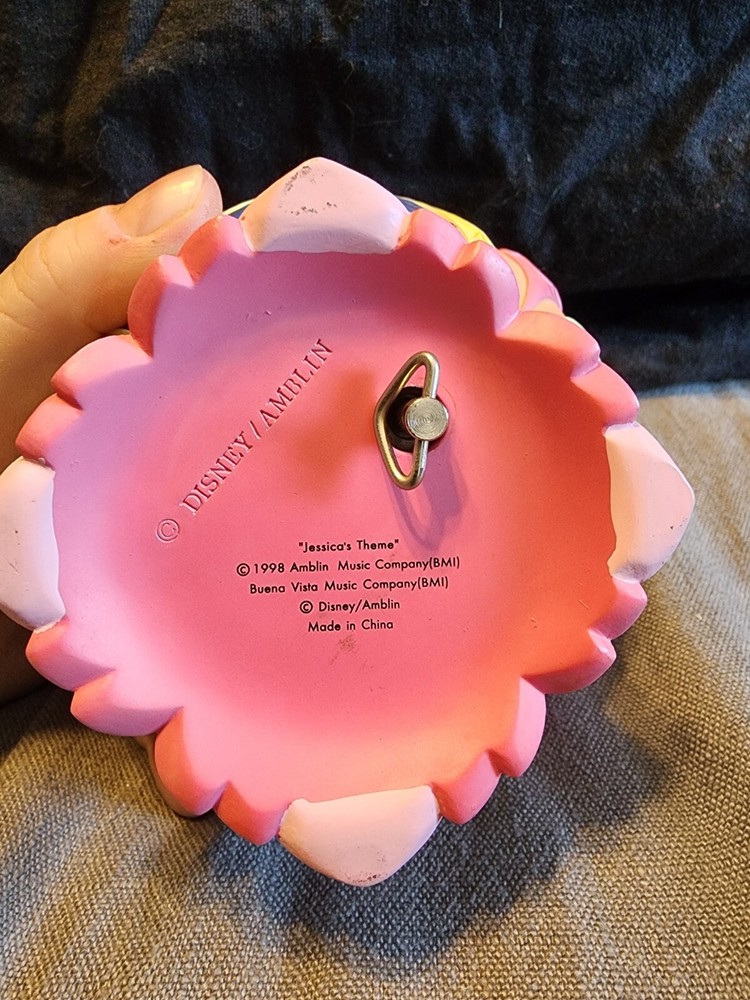 © DISNEY/AMBLIN
"Jessica's Theme"
© 1998 Amblin Music Company(BMI)
Buena Vista Music Company(BMI)
© Disney/Amblin
Made in China